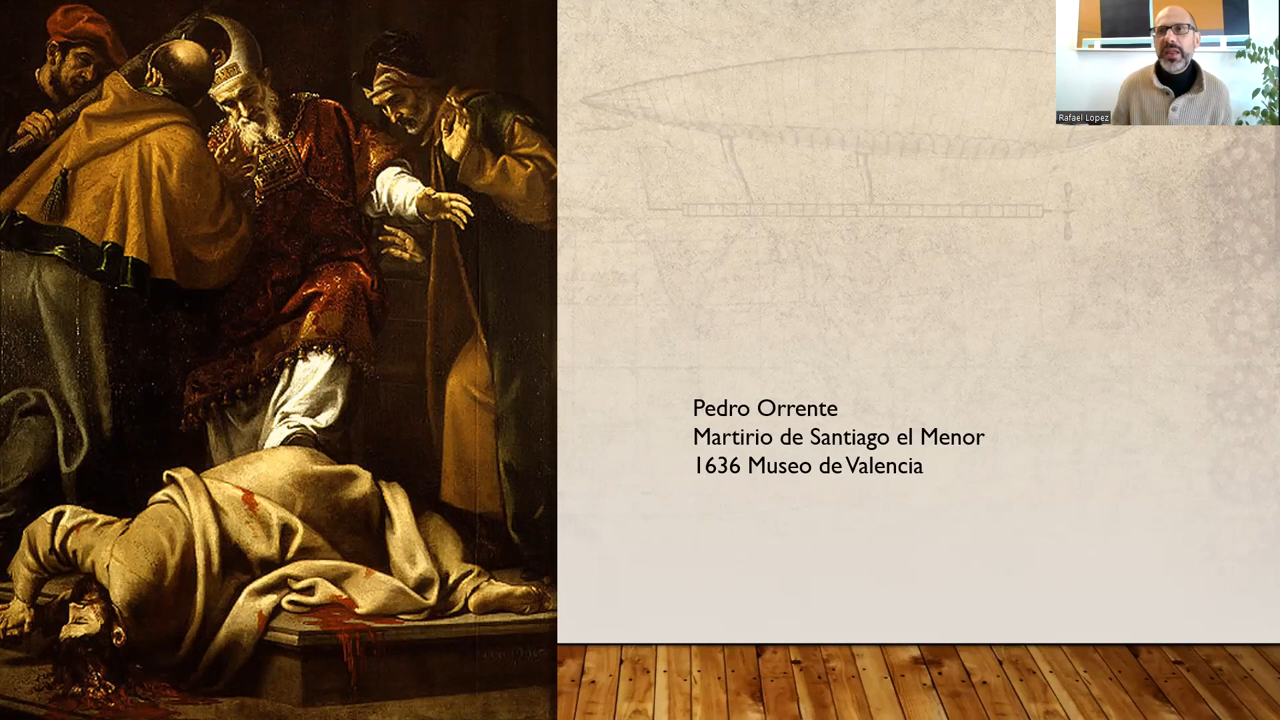 Rafael Lopez
Pedro Orrente
Martirio de Santiago el Menor
1636 Museo de Valencia